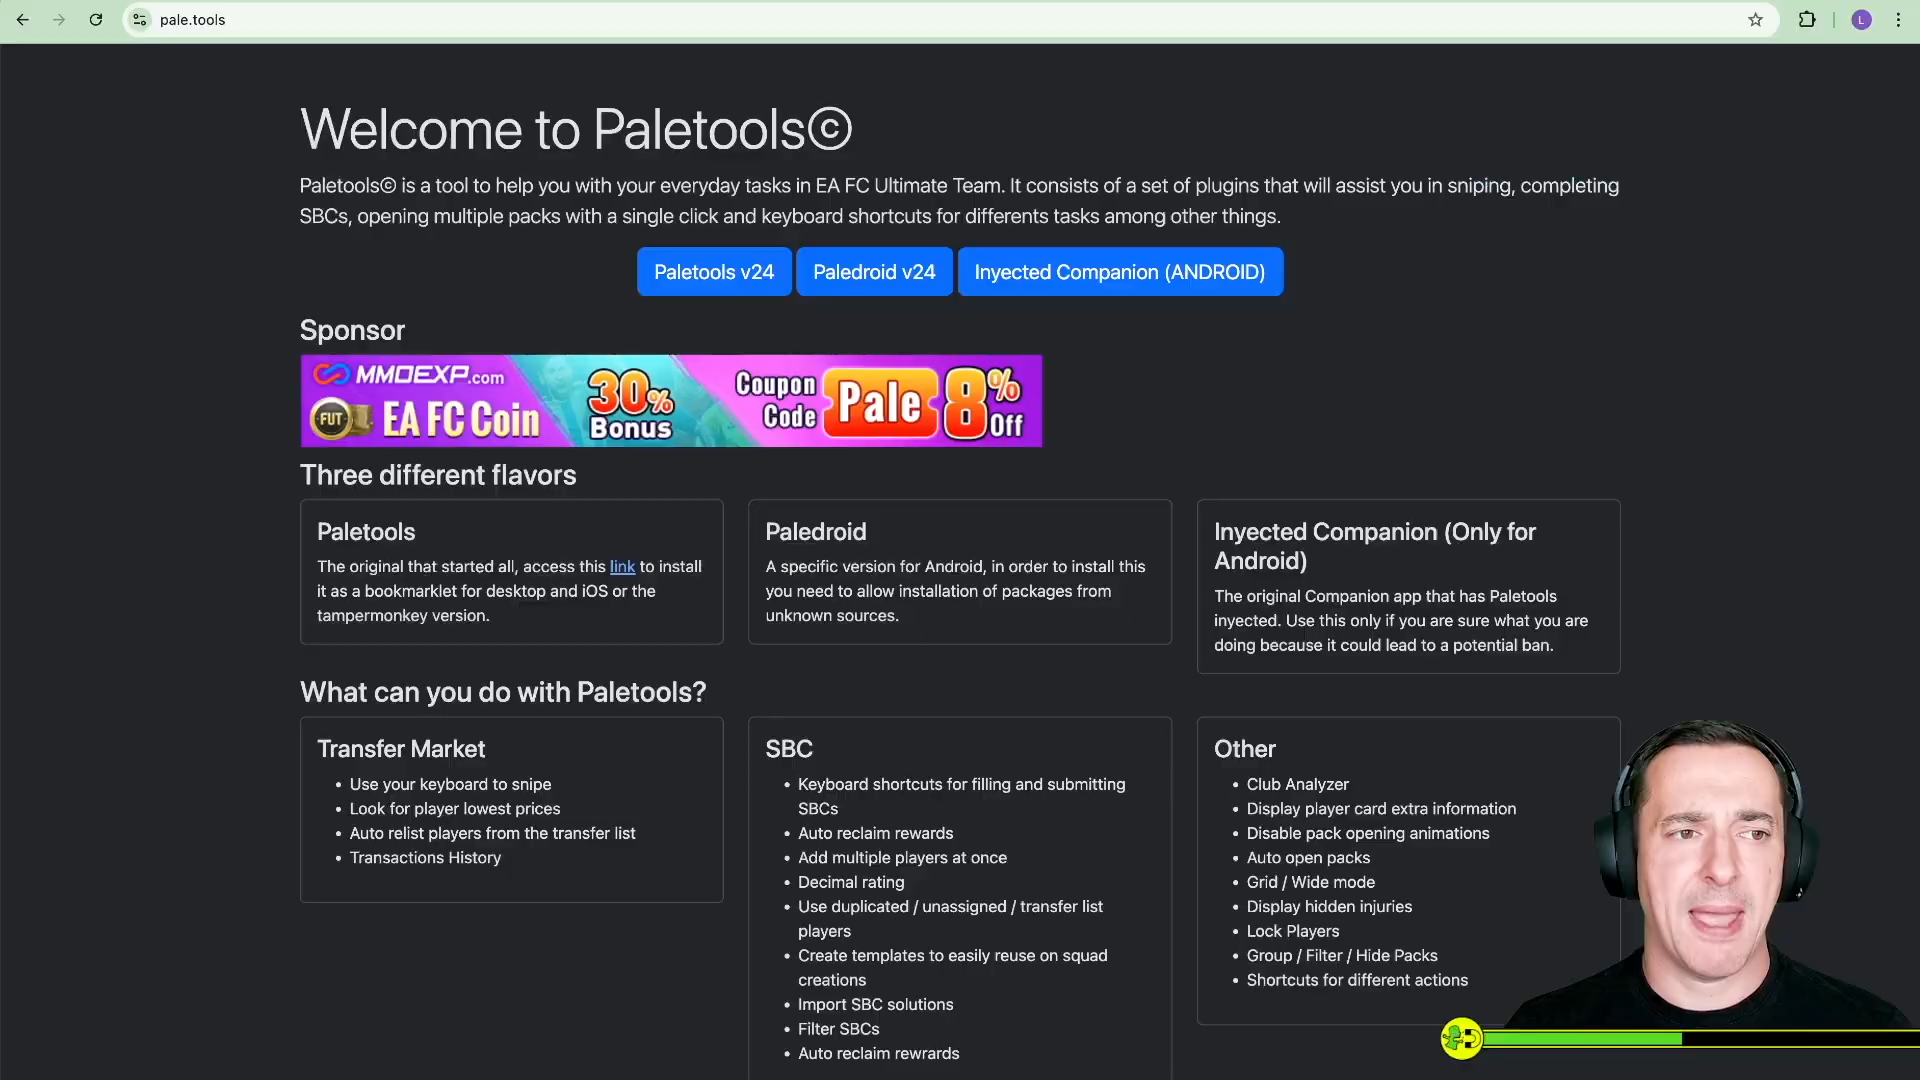 pale.tools
L
Welcome to Paletools©
Paletools© is a tool to help you with your everyday tasks in EA FC Ultimate Team. It consists of a set of plugins that will assist you in sniping, completing
SBCs, opening multiple packs with a single click and keyboard shortcuts for differents tasks among other things.
Paletools v24
Paledroid v24
Inyected Companion (ANDROID)
Sponsor
MMOEXP.com
FUT
EA FC Coin
30%
Bonus
Coupon
Code
Pale
8%
Off
Three different flavors
Paletools
The original that started all, access this link to install
it as a bookmarklet for desktop and iOS or the
tampermonkey version.
Paledroid
A specific version for Android, in order to install this
you need to allow installation of packages from
unknown sources.
Inyected Companion (Only for
Android)
The original Companion app that has Paletools
inyected. Use this only if you are sure what you are
doing because it could lead to a potential ban.
What can you do with Paletools?
Transfer Market
Use your keyboard to snipe
Look for player lowest prices
Auto relist players from the transfer list
Transactions History
SBC
Keyboard shortcuts for filling and submitting
SBCs
Auto reclaim rewards
Add multiple players at once
Decimal rating
Use duplicated / unassigned / transfer list
players
Create templates to easily reuse on squad
creations
Import SBC solutions
Filter SBCs
Auto reclaim rewrards
Other
Club Analyzer
Display player card extra information
Disable pack opening animations
Auto open packs
Grid / Wide mode
Display hidden injuries
Lock Players
Group / Filter / Hide Packs
Shortcuts for different actions